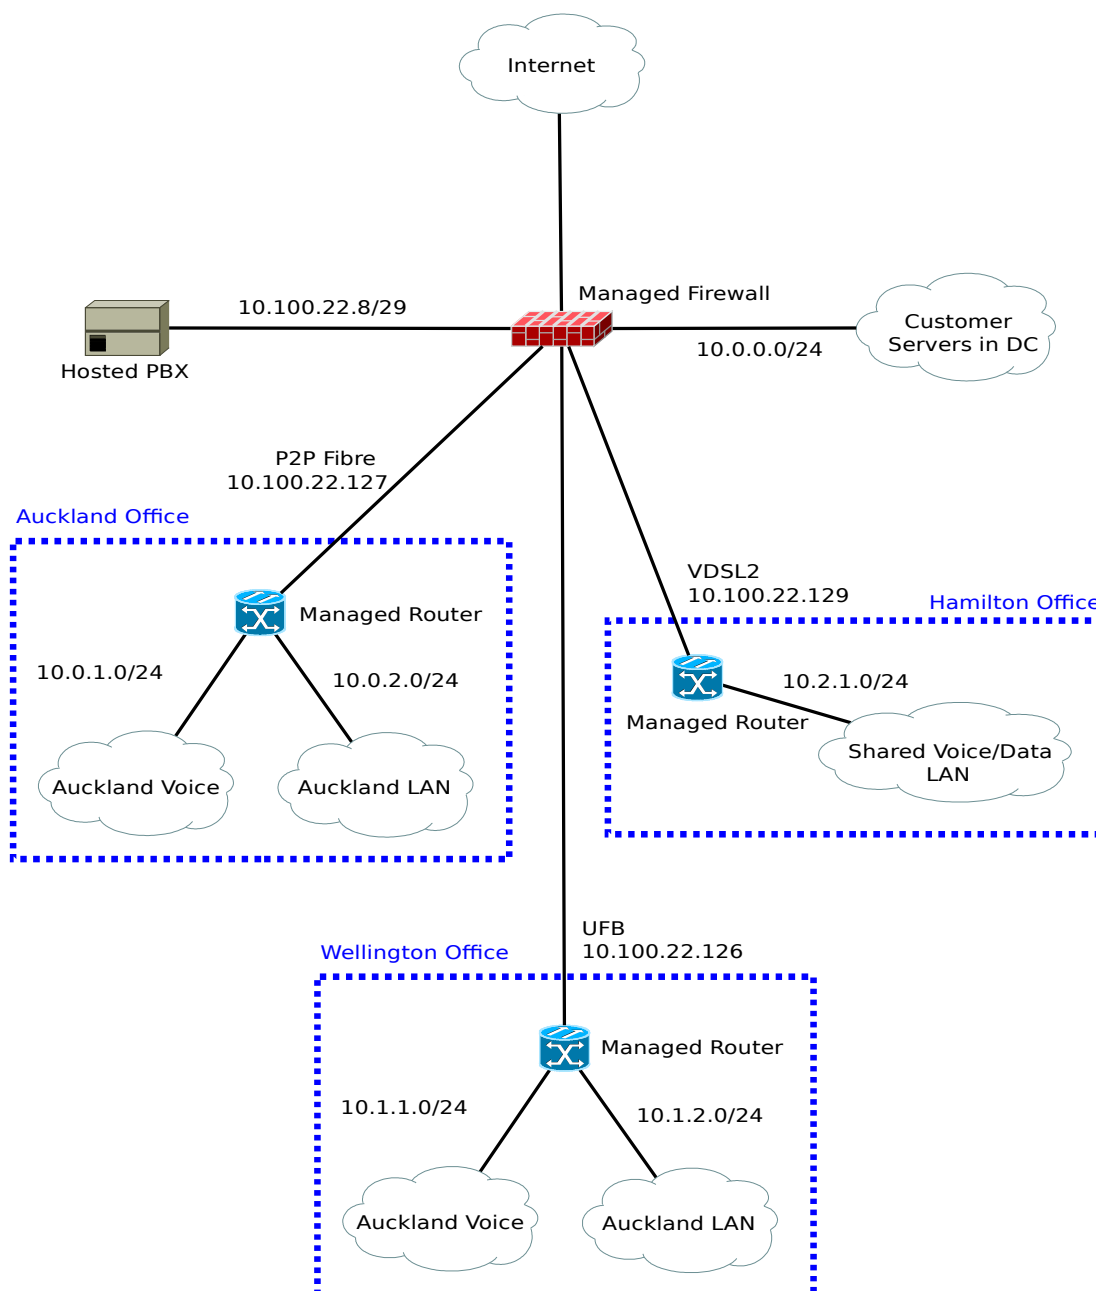 Internet
Managed Firewall
10.100.22.8/29
Customer
Servers in DC
10.0.0.0/24
Hosted PBX
P2P Fibre
10.100.22.127
Auckland Office
VDSL2
10.100.22.129
Hamilton Office
Managed Router
10.0.1.0/24
10.0.2.0/24
10.2.1.0/24
Managed Router
Shared Voice/Data
LAN
Auckland Voice
Auckland LAN
UFB
10.100.22.126
Wellington Office
Managed Router
10.1.1.0/24
10.1.2.0/24
Auckland Voice
Auckland LAN